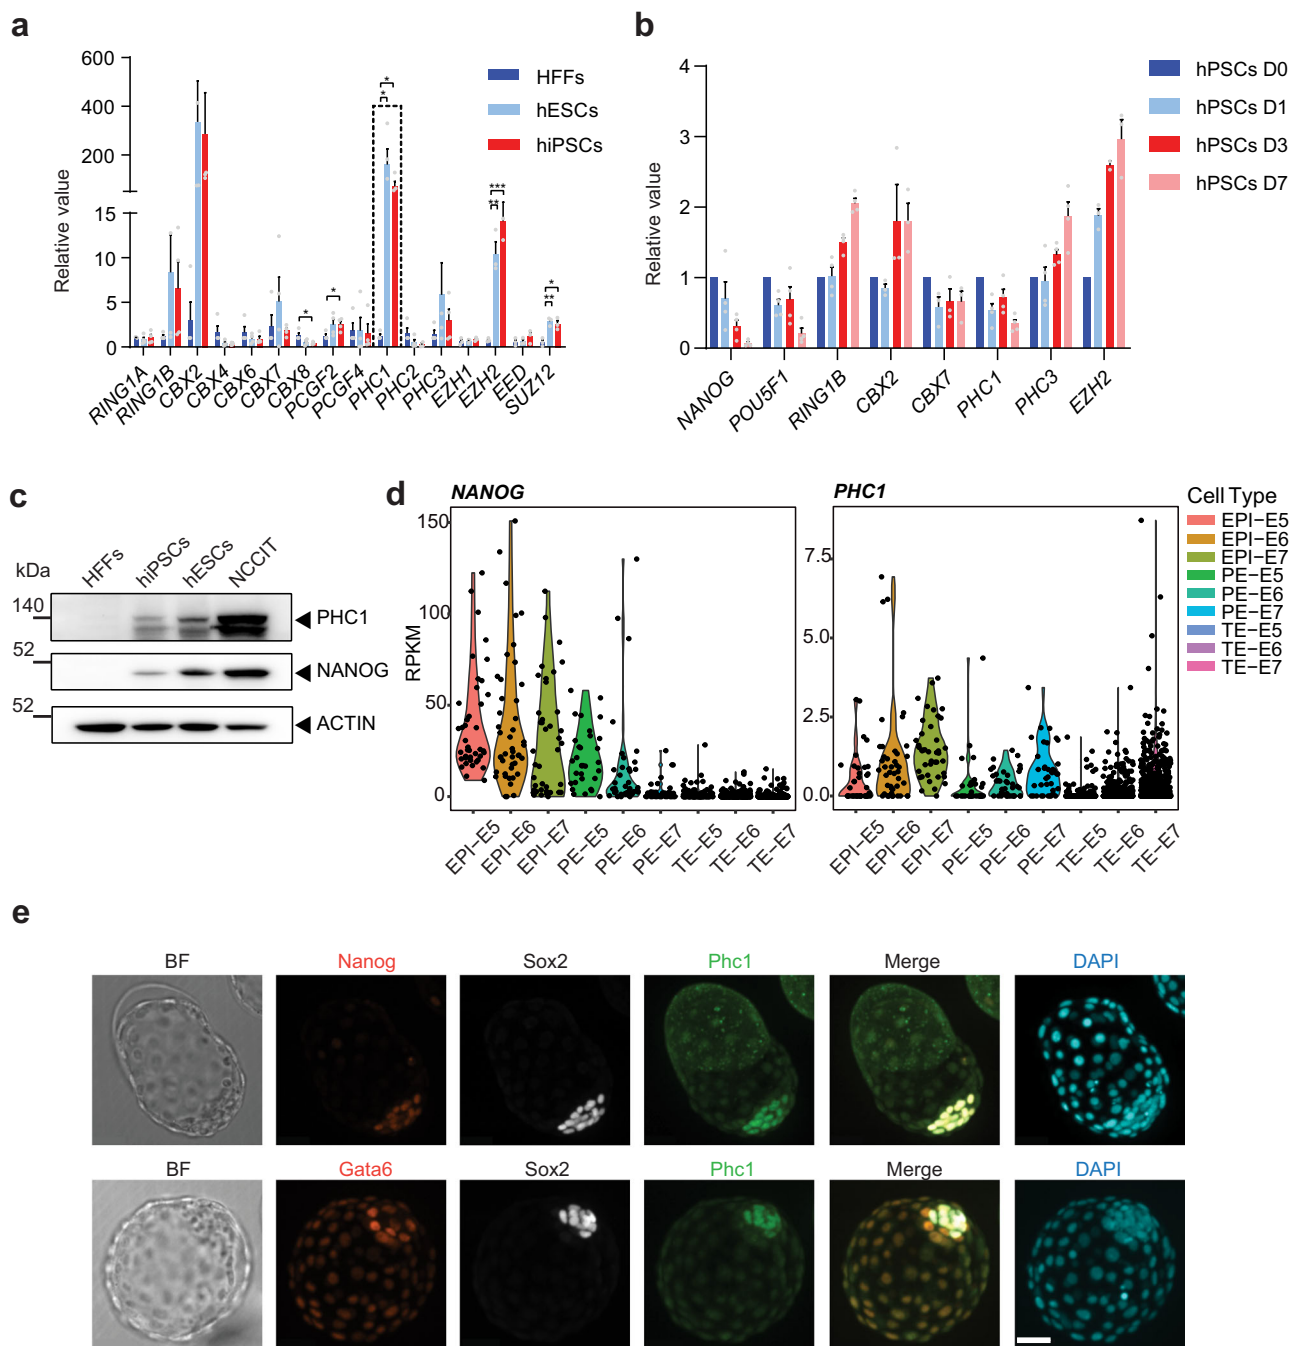 a
600
400
200
15
10
5
0
Relative value
HFFs
hESCs
hiPSCs
*
*
*
*
**
***
**
*
RING1A
RING1B
CBX2
CBX4
CBX6
CBX7
CBX8
PCGF2
PCGF4
PHC1
PHC2
PHC3
EZH1
EZH2
EED
SUZ12
b
4
3
2
1
0
Relative value
hPSCs D0
hPSCs D1
hPSCs D3
hPSCs D7
NANOG
POU5F1
RING1B
CBX2
CBX7
PHC1
PHC3
EZH2
c
kDa
HFFs
hiPSCs
hESCs
NCCIT
140
PHC1
52
NANOG
52
ACTIN
d
NANOG
150
100
50
0
RPKM
EPI-E5
EPI-E6
EPI-E7
PE-E5
PE-E6
PE-E7
TE-E5
TE-E6
TE-E7
PHC1
7.5
5.0
2.5
0.0
EPI-E5
EPI-E6
EPI-E7
PE-E5
PE-E6
PE-E7
TE-E5
TE-E6
TE-E7
Cell Type
EPI-E5
EPI-E6
EPI-E7
PE-E5
PE-E6
PE-E7
TE-E5
TE-E6
TE-E7
e
BF Nanog Sox2 Phc1 Merge DAPI
BF Gata6 Sox2 Phc1 Merge DAPI